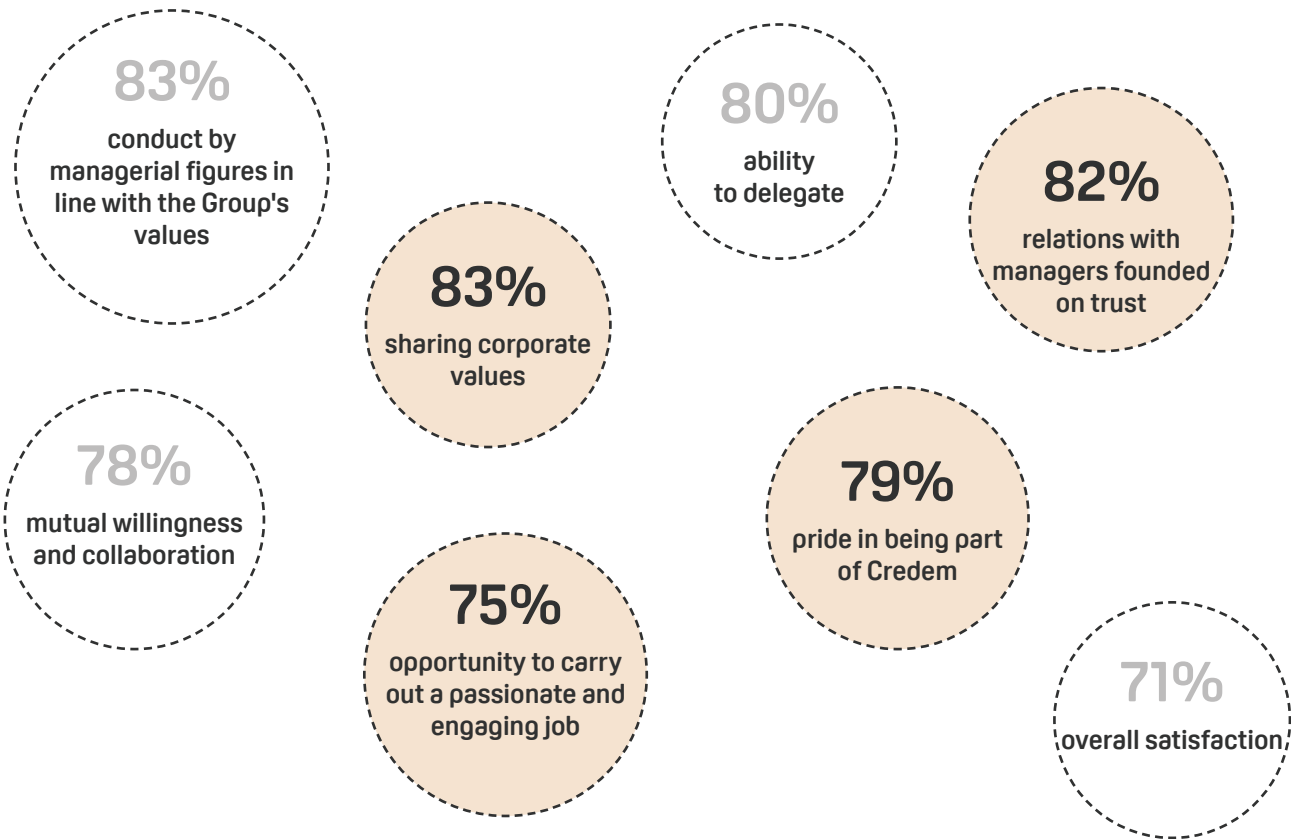 83%
conduct by
managerial figures in
line with the Group's
values
80%
ability
to delegate
82%
relations with
managers founded
on trust
83%
sharing corporate
values
78%
mutual willingness
and collaboration
79%
pride in being part
of Credem
75%
opportunity to carry
out a passionate and
engaging job
71%
overall satisfaction